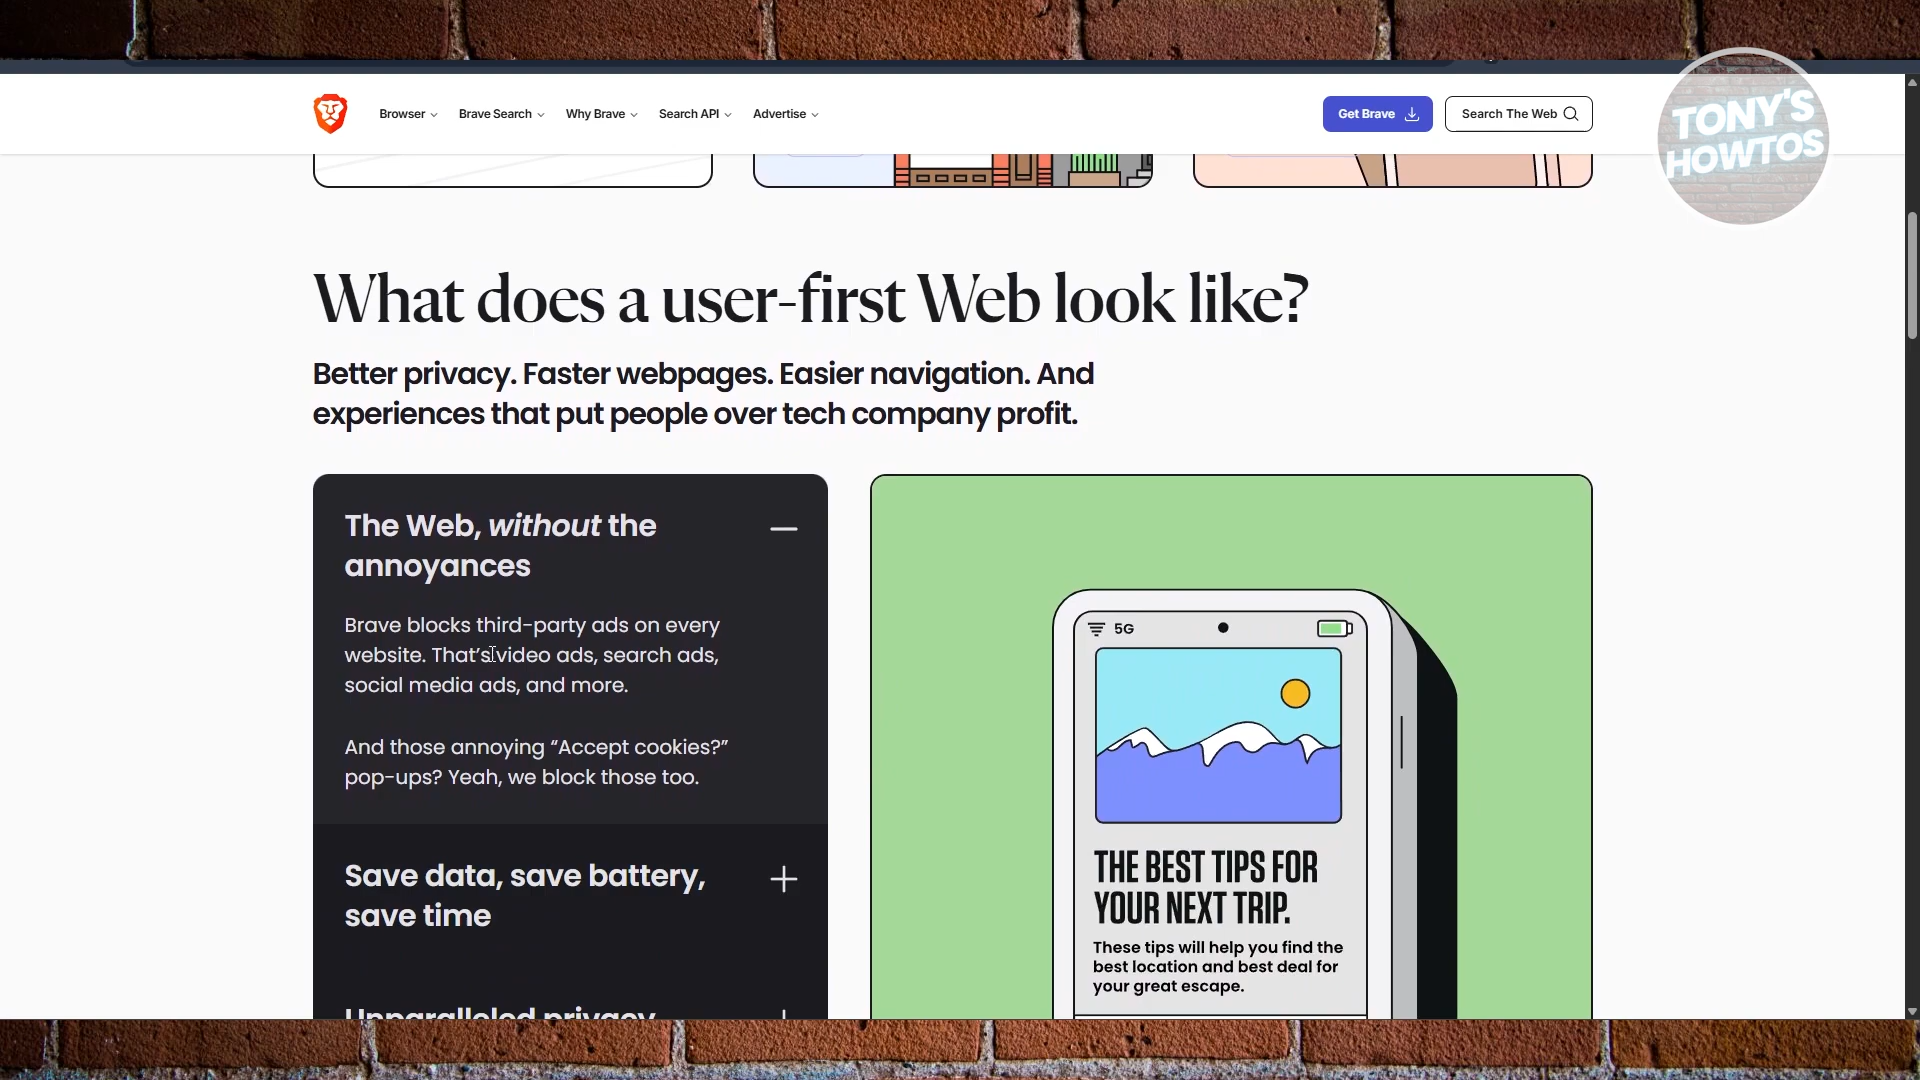 TONY'S
HOWTOS
Browser
Brave Search
Why Brave
Search API
Advertise
Get Brave
Search The Web
What does a user-first Web look like?
Better privacy. Faster webpages. Easier navigation. And
experiences that put people over tech company profit.
The Web, without the
annoyances
Brave blocks third-party ads on every
website. That's video ads, search ads,
social media ads, and more.
And those annoying “Accept cookies?”
pop-ups? Yeah, we block those too.
Save data, save battery,
save time
Unparalleled privacy
5G
THE BEST TIPS FOR
YOUR NEXT TRIP.
These tips will help you find the
best location and best deal for
your great escape.